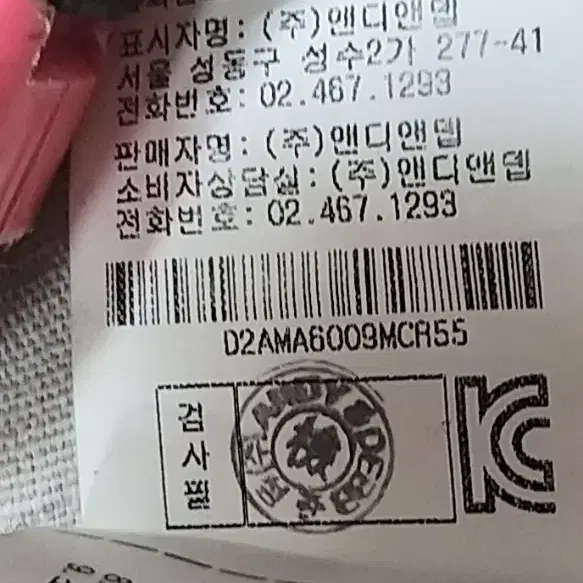 표시자명: (주)앤디앤뎁
서울 성동구 성수2가 277-41
전화번호: 02.467.1293
판매자명: (주)앤디앤뎁
소비자상담실: (주)앤디앤뎁
전화번호: 02.467.1293
D2AMA6009MCR55
검사필
ANDY & DEBB
KC